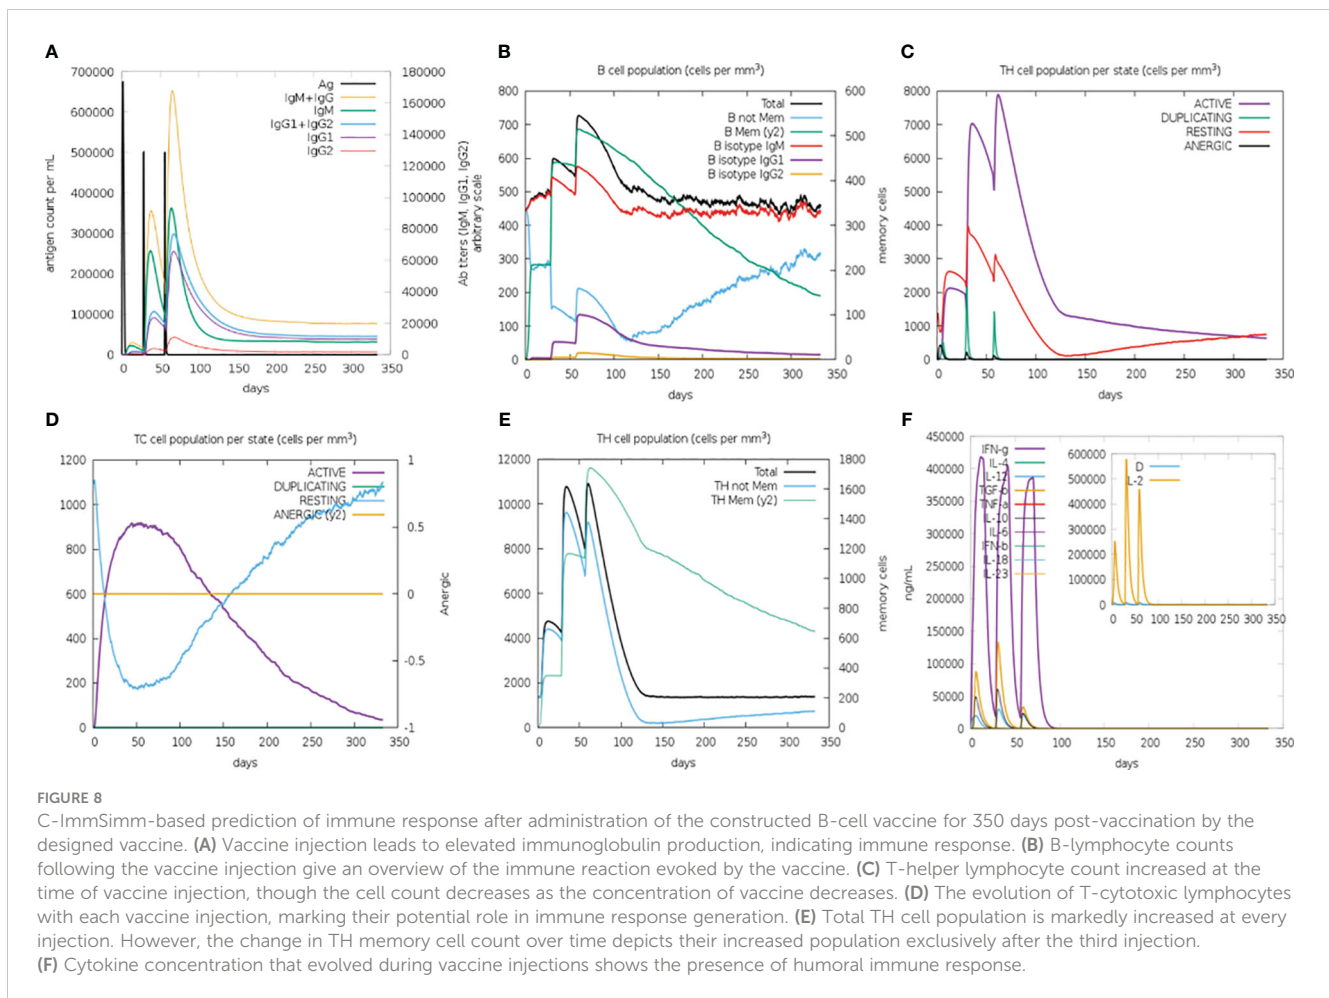 A
700000
600000
500000
400000
300000
200000
100000
0
antigen count per mL
Ag
IgM+IgG
IgM
IgG1+IgG2
IgG1
IgG2
180000
160000
140000
120000
100000
80000
60000
40000
20000
0
Ab titers (IgM, IgG1, IgG2)
arbitrary scale
0 50 100 150 200 250 300 350
days
B
B cell population (cells per mm³)
800
700
600
500
400
300
200
100
0
Total
B not Mem
B Mem (y2)
B isotype IgM
B isotype IgG1
B isotype IgG2
600
500
400
300
200
100
0
memory cells
0 50 100 150 200 250 300 350
days
C
TH cell population per state (cells per mm³)
8000
7000
6000
5000
4000
3000
2000
1000
0
ACTIVE
DUPLICATING
RESTING
ANERGIC
0 50 100 150 200 250 300 350
days
D
TC cell population per state (cells per mm³)
1200
1000
800
600
400
200
0
ACTIVE
DUPLICATING
RESTING
ANERGIC (y2)
1
0.5
0
-0.5
-1
Anergic
0 50 100 150 200 250 300 350
days
E
TH cell population (cells per mm³)
12000
10000
8000
6000
4000
2000
0
Total
TH not Mem
TH Mem (y2)
1800
1600
1400
1200
1000
800
600
400
200
0
memory cells
0 50 100 150 200 250 300 350
days
F
450000
400000
350000
300000
250000
200000
150000
100000
50000
0
ng/mL
IFN-g
IL-4
IL-12
TGF-b
TNF-a
IL-10
IL-6
IFN-b
IL-18
IL-23
600000
500000
400000
300000
200000
100000
0
D
IL-2
0 50 100 150 200 250 300 350
0 50 100 150 200 250 300 350
days
FIGURE 8
C-ImmSimm-based prediction of immune response after administration of the constructed B-cell vaccine for 350 days post-vaccination by the
designed vaccine. (A) Vaccine injection leads to elevated immunoglobulin production, indicating immune response. (B) B-lymphocyte counts
following the vaccine injection give an overview of the immune reaction evoked by the vaccine. (C) T-helper lymphocyte count increased at the
time of vaccine injection, though the cell count decreases as the concentration of vaccine decreases. (D) The evolution of T-cytotoxic lymphocytes
with each vaccine injection, marking their potential role in immune response generation. (E) Total TH cell population is markedly increased at every
injection. However, the change in TH memory cell count over time depicts their increased population exclusively after the third injection.
(F) Cytokine concentration that evolved during vaccine injections shows the presence of humoral immune response.